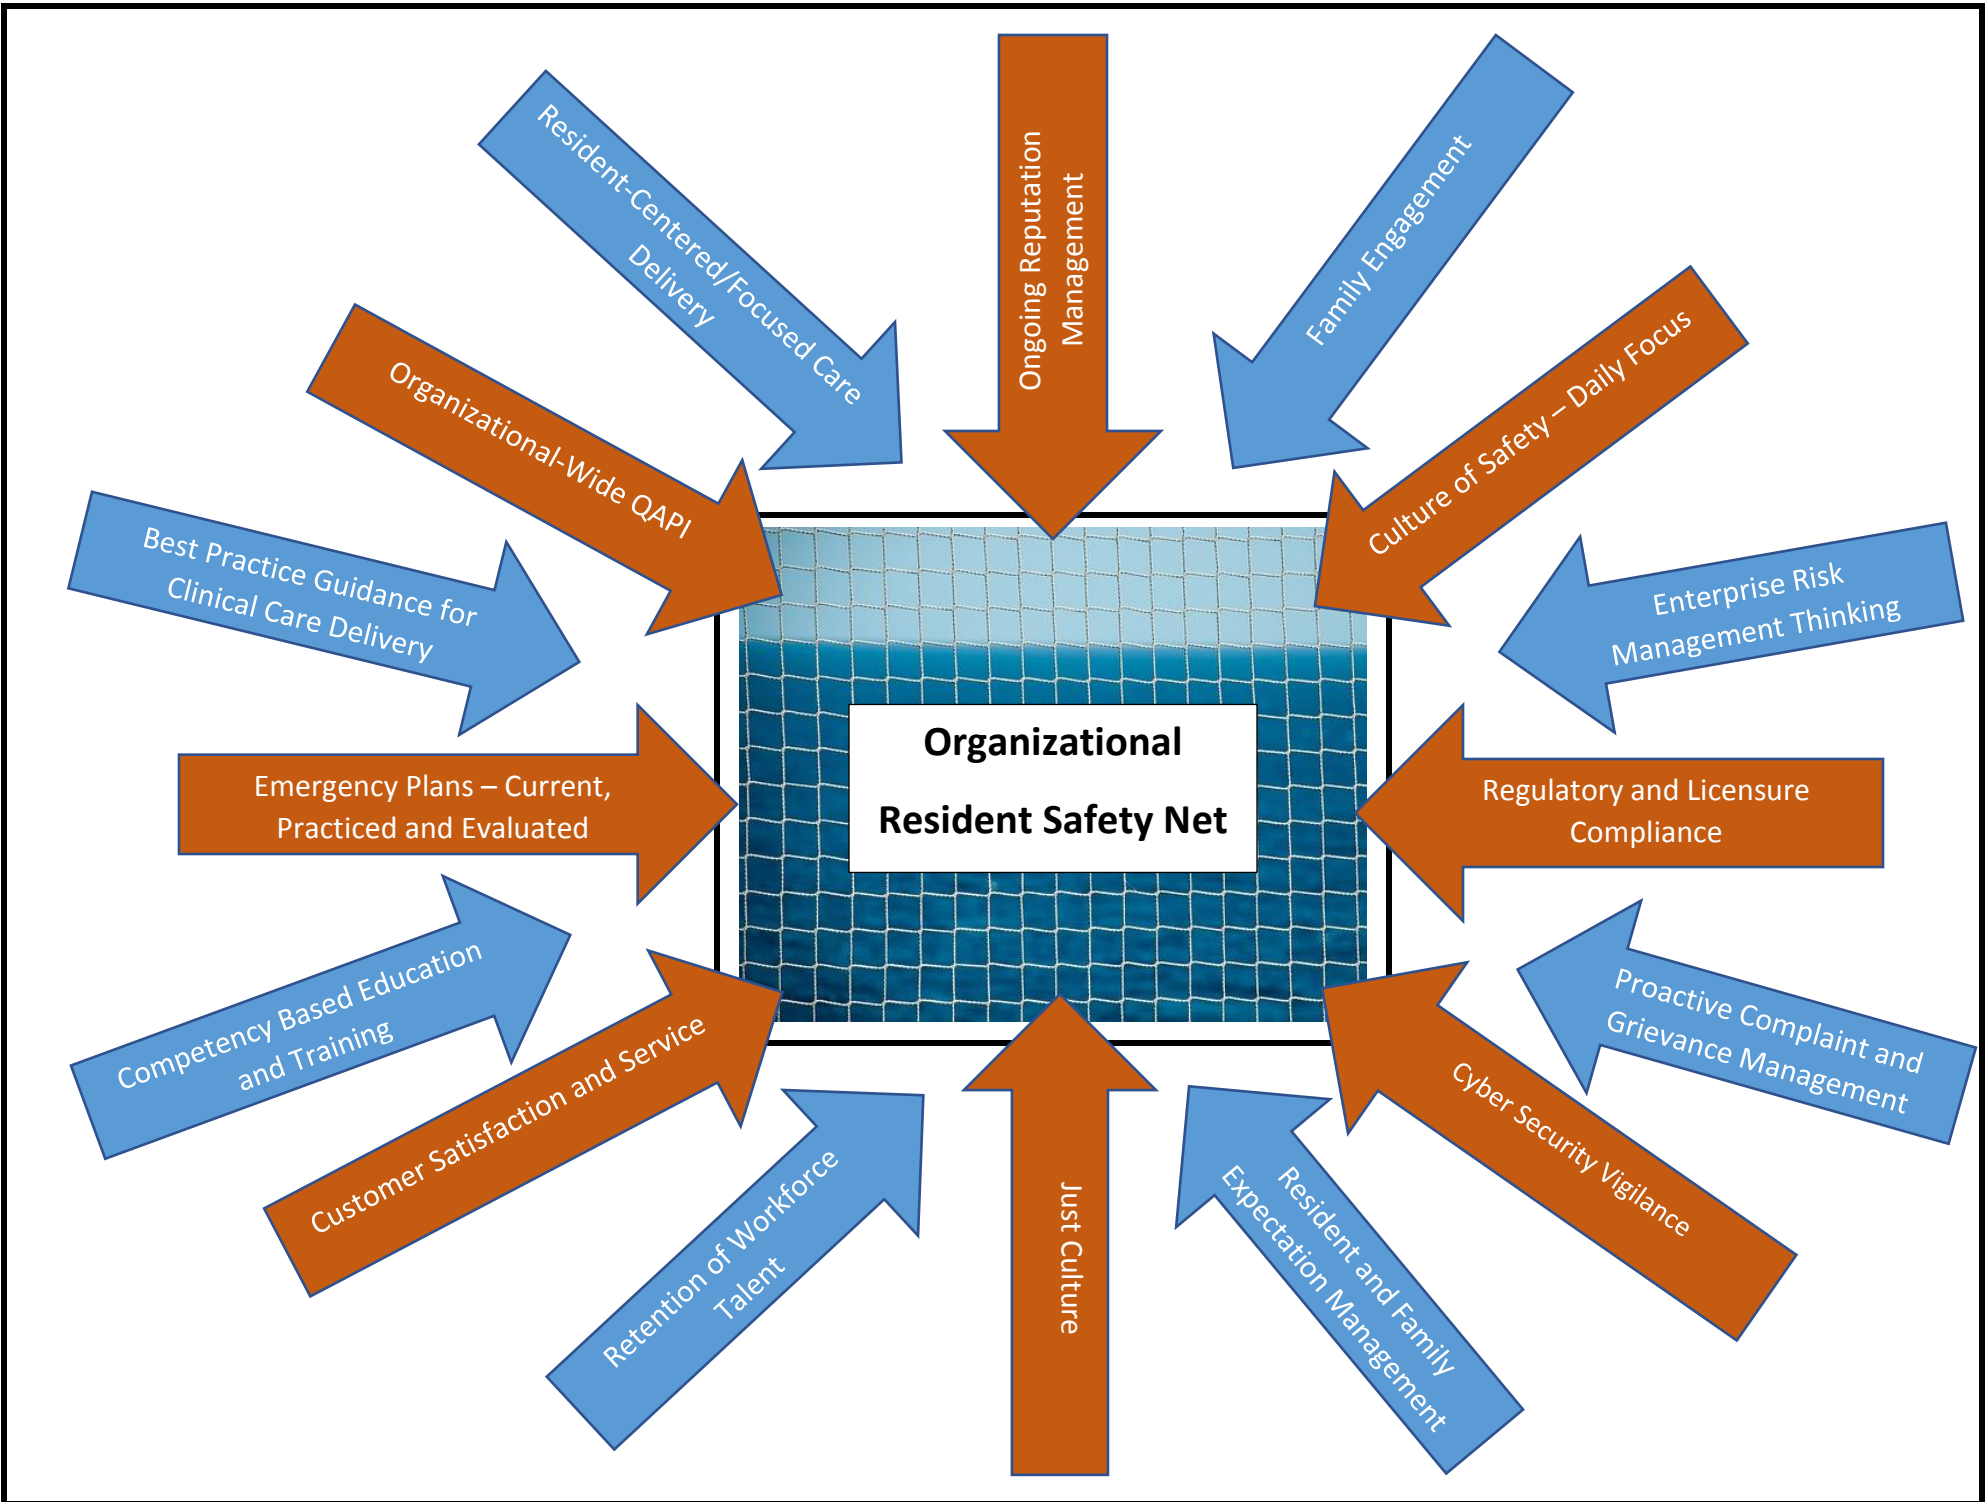 Ongoing Reputation
Management
Family Engagement
Culture of Safety – Daily Focus
Enterprise Risk
Management Thinking
Regulatory and Licensure
Compliance
Proactive Complaint and
Grievance Management
Cyber Security Vigilance
Resident and Family
Expectation Management
Just Culture
Retention of Workforce
Talent
Customer Satisfaction and Service
Competency Based Education
and Training
Emergency Plans – Current,
Practiced and Evaluated
Best Practice Guidance for
Clinical Care Delivery
Organizational-Wide QAPI
Resident-Centered/Focused Care
Delivery
Organizational
Resident Safety Net